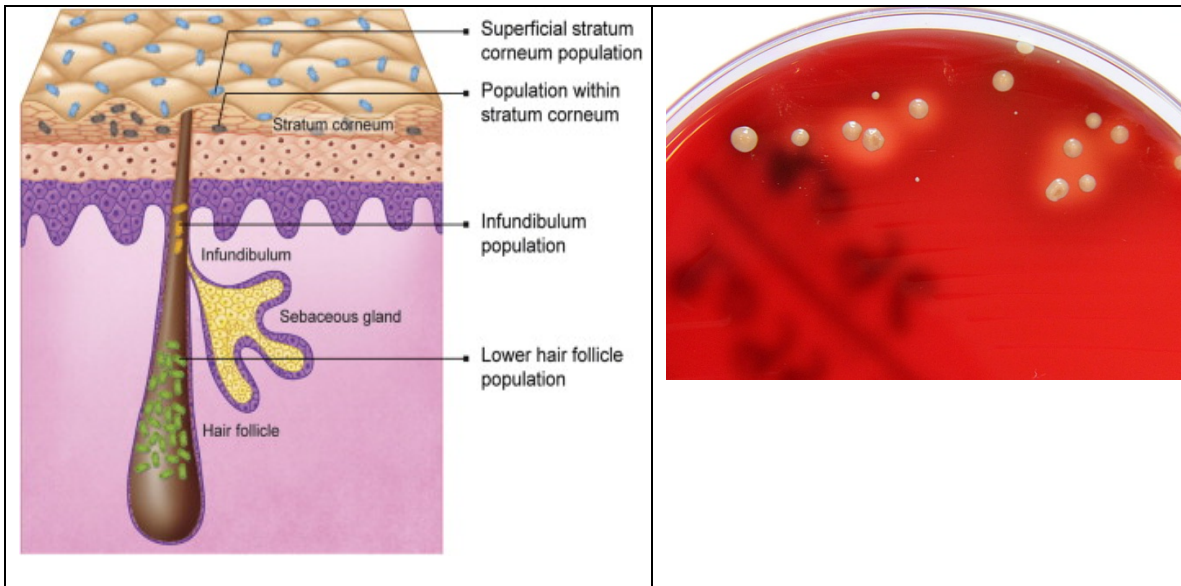 Superficial stratum
corneum population
Population within
stratum corneum
Stratum corneum
Infundibulum
population
Infundibulum
Sebaceous gland
Lower hair follicle
population
Hair follicle